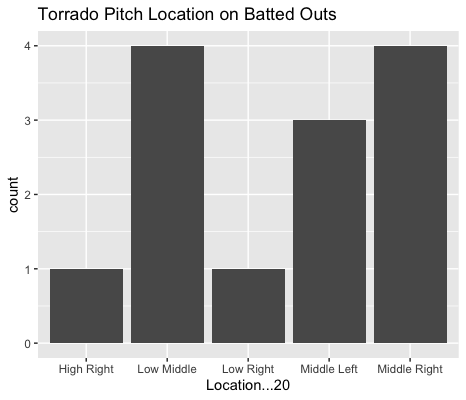 Torrado Pitch Location on Batted Outs
4
3
2
1
0
count
High Right Low Middle Low Right Middle Left Middle Right
Location...20